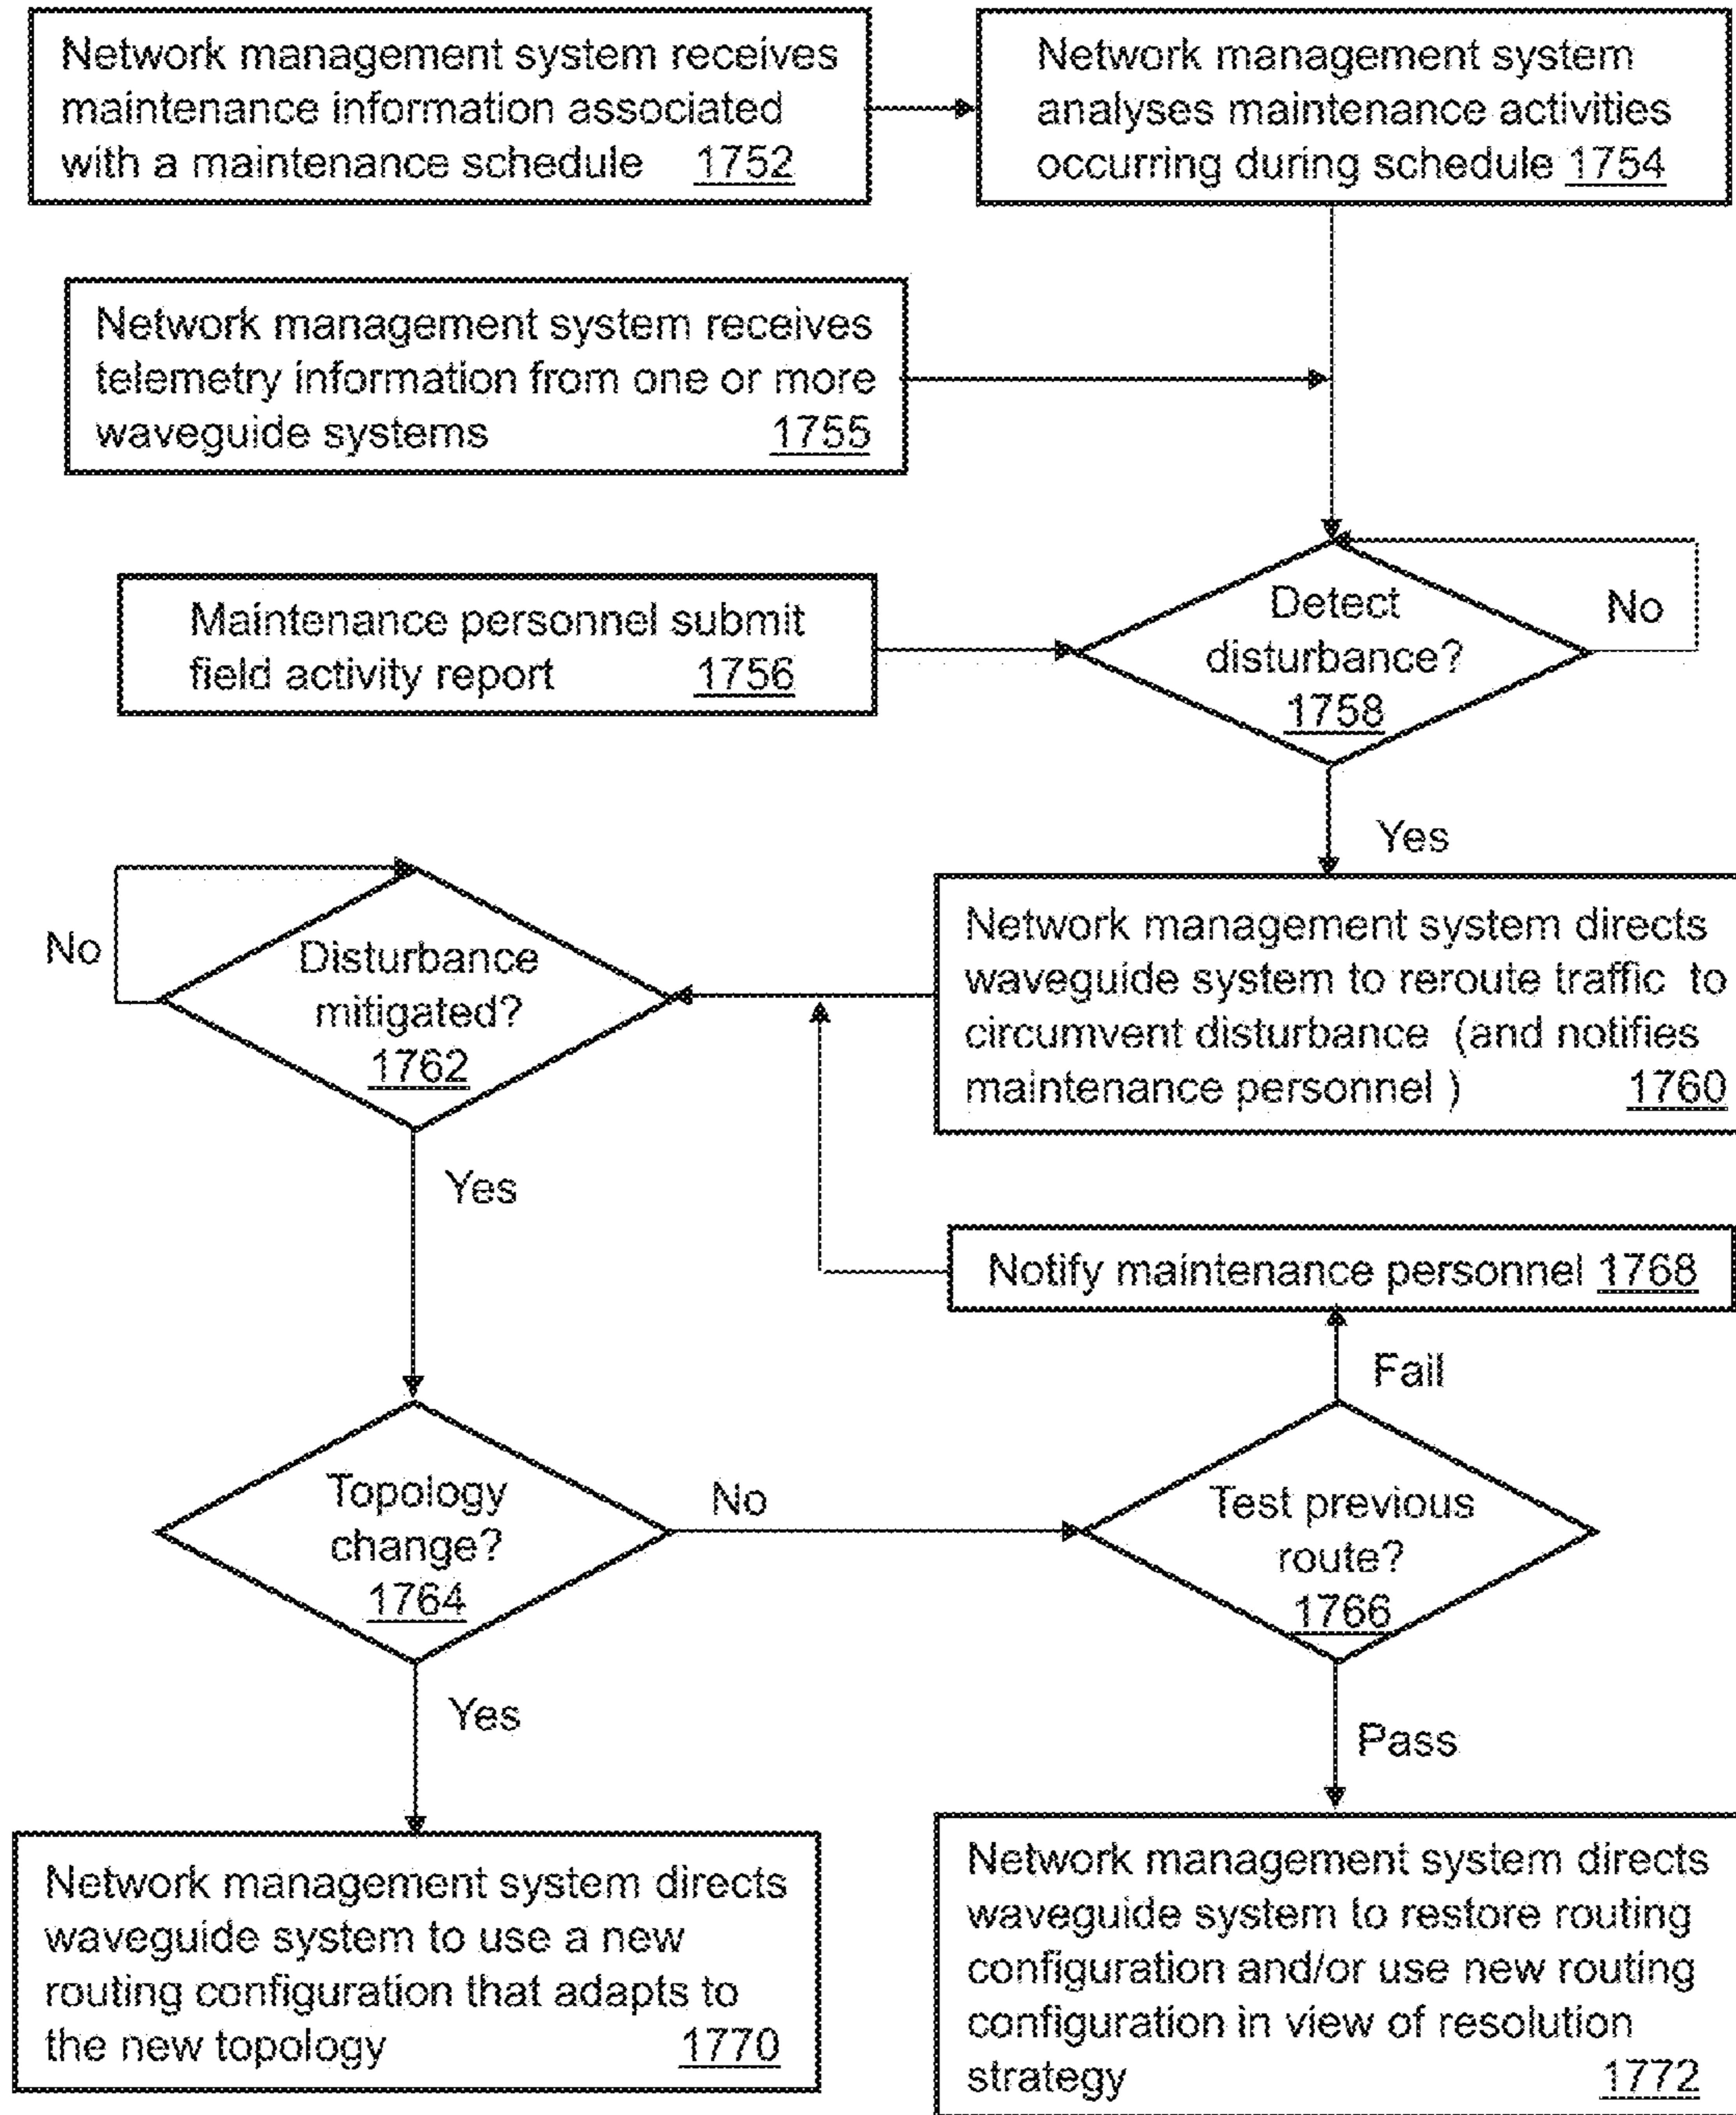 Network management system receives
maintenance information associated
with a maintenance schedule 1752
Network management system
analyses maintenance activities
occurring during schedule 1754
Network management system receives
telemetry information from one or more
waveguide systems 1755
Maintenance personnel submit
field activity report 1756
Detect
disturbance?
1758
No
Yes
Network management system directs
waveguide system to reroute traffic to
circumvent disturbance (and notifies
maintenance personnel ) 1760
No
Disturbance
mitigated?
1762
Yes
Notify maintenance personnel 1768
Fail
Topology
change?
1764
No
Test previous
route?
1766
Yes
Pass
Network management system directs
waveguide system to use a new
routing configuration that adapts to
the new topology 1770
Network management system directs
waveguide system to restore routing
configuration and/or use new routing
configuration in view of resolution
strategy 1772